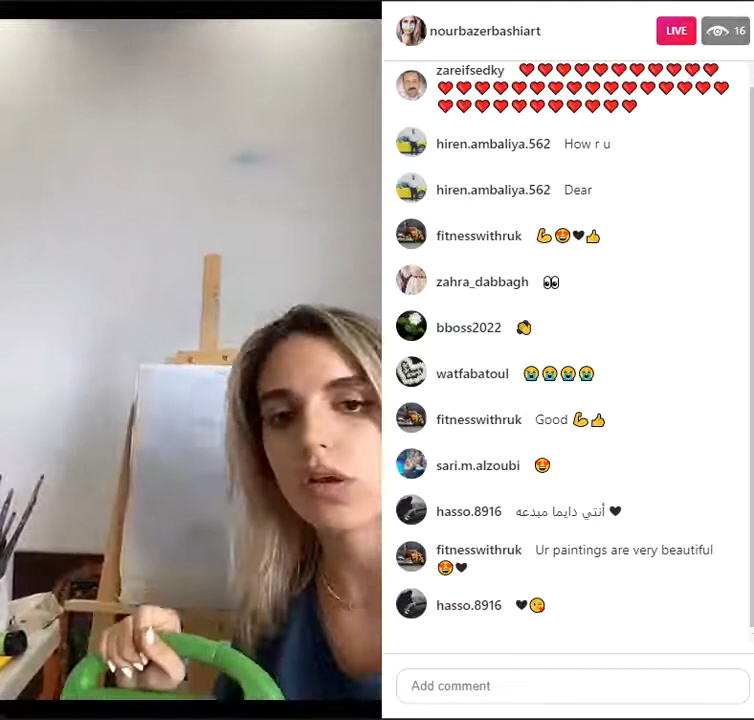 nourbazerbashiart
LIVE
16
zareifsedky ❤❤❤❤❤❤❤❤❤❤❤
❤❤❤❤❤❤❤❤❤❤❤❤❤❤❤❤
❤❤❤❤❤❤❤❤❤❤❤
hiren.ambaliya.562 How r u
hiren.ambaliya.562 Dear
fitnesswithruk 💪😍🖤👍
zahra_dabbagh 👀
bboss2022 👏
watfabatoul 😭😭😭😭
fitnesswithruk Good 💪👍
sari.m.alzoubi 😍
hasso.8916 أنتي دايما مبدعه 🖤
fitnesswithruk Ur paintings are very beautiful
😍🖤
hasso.8916 🖤😘
Add comment